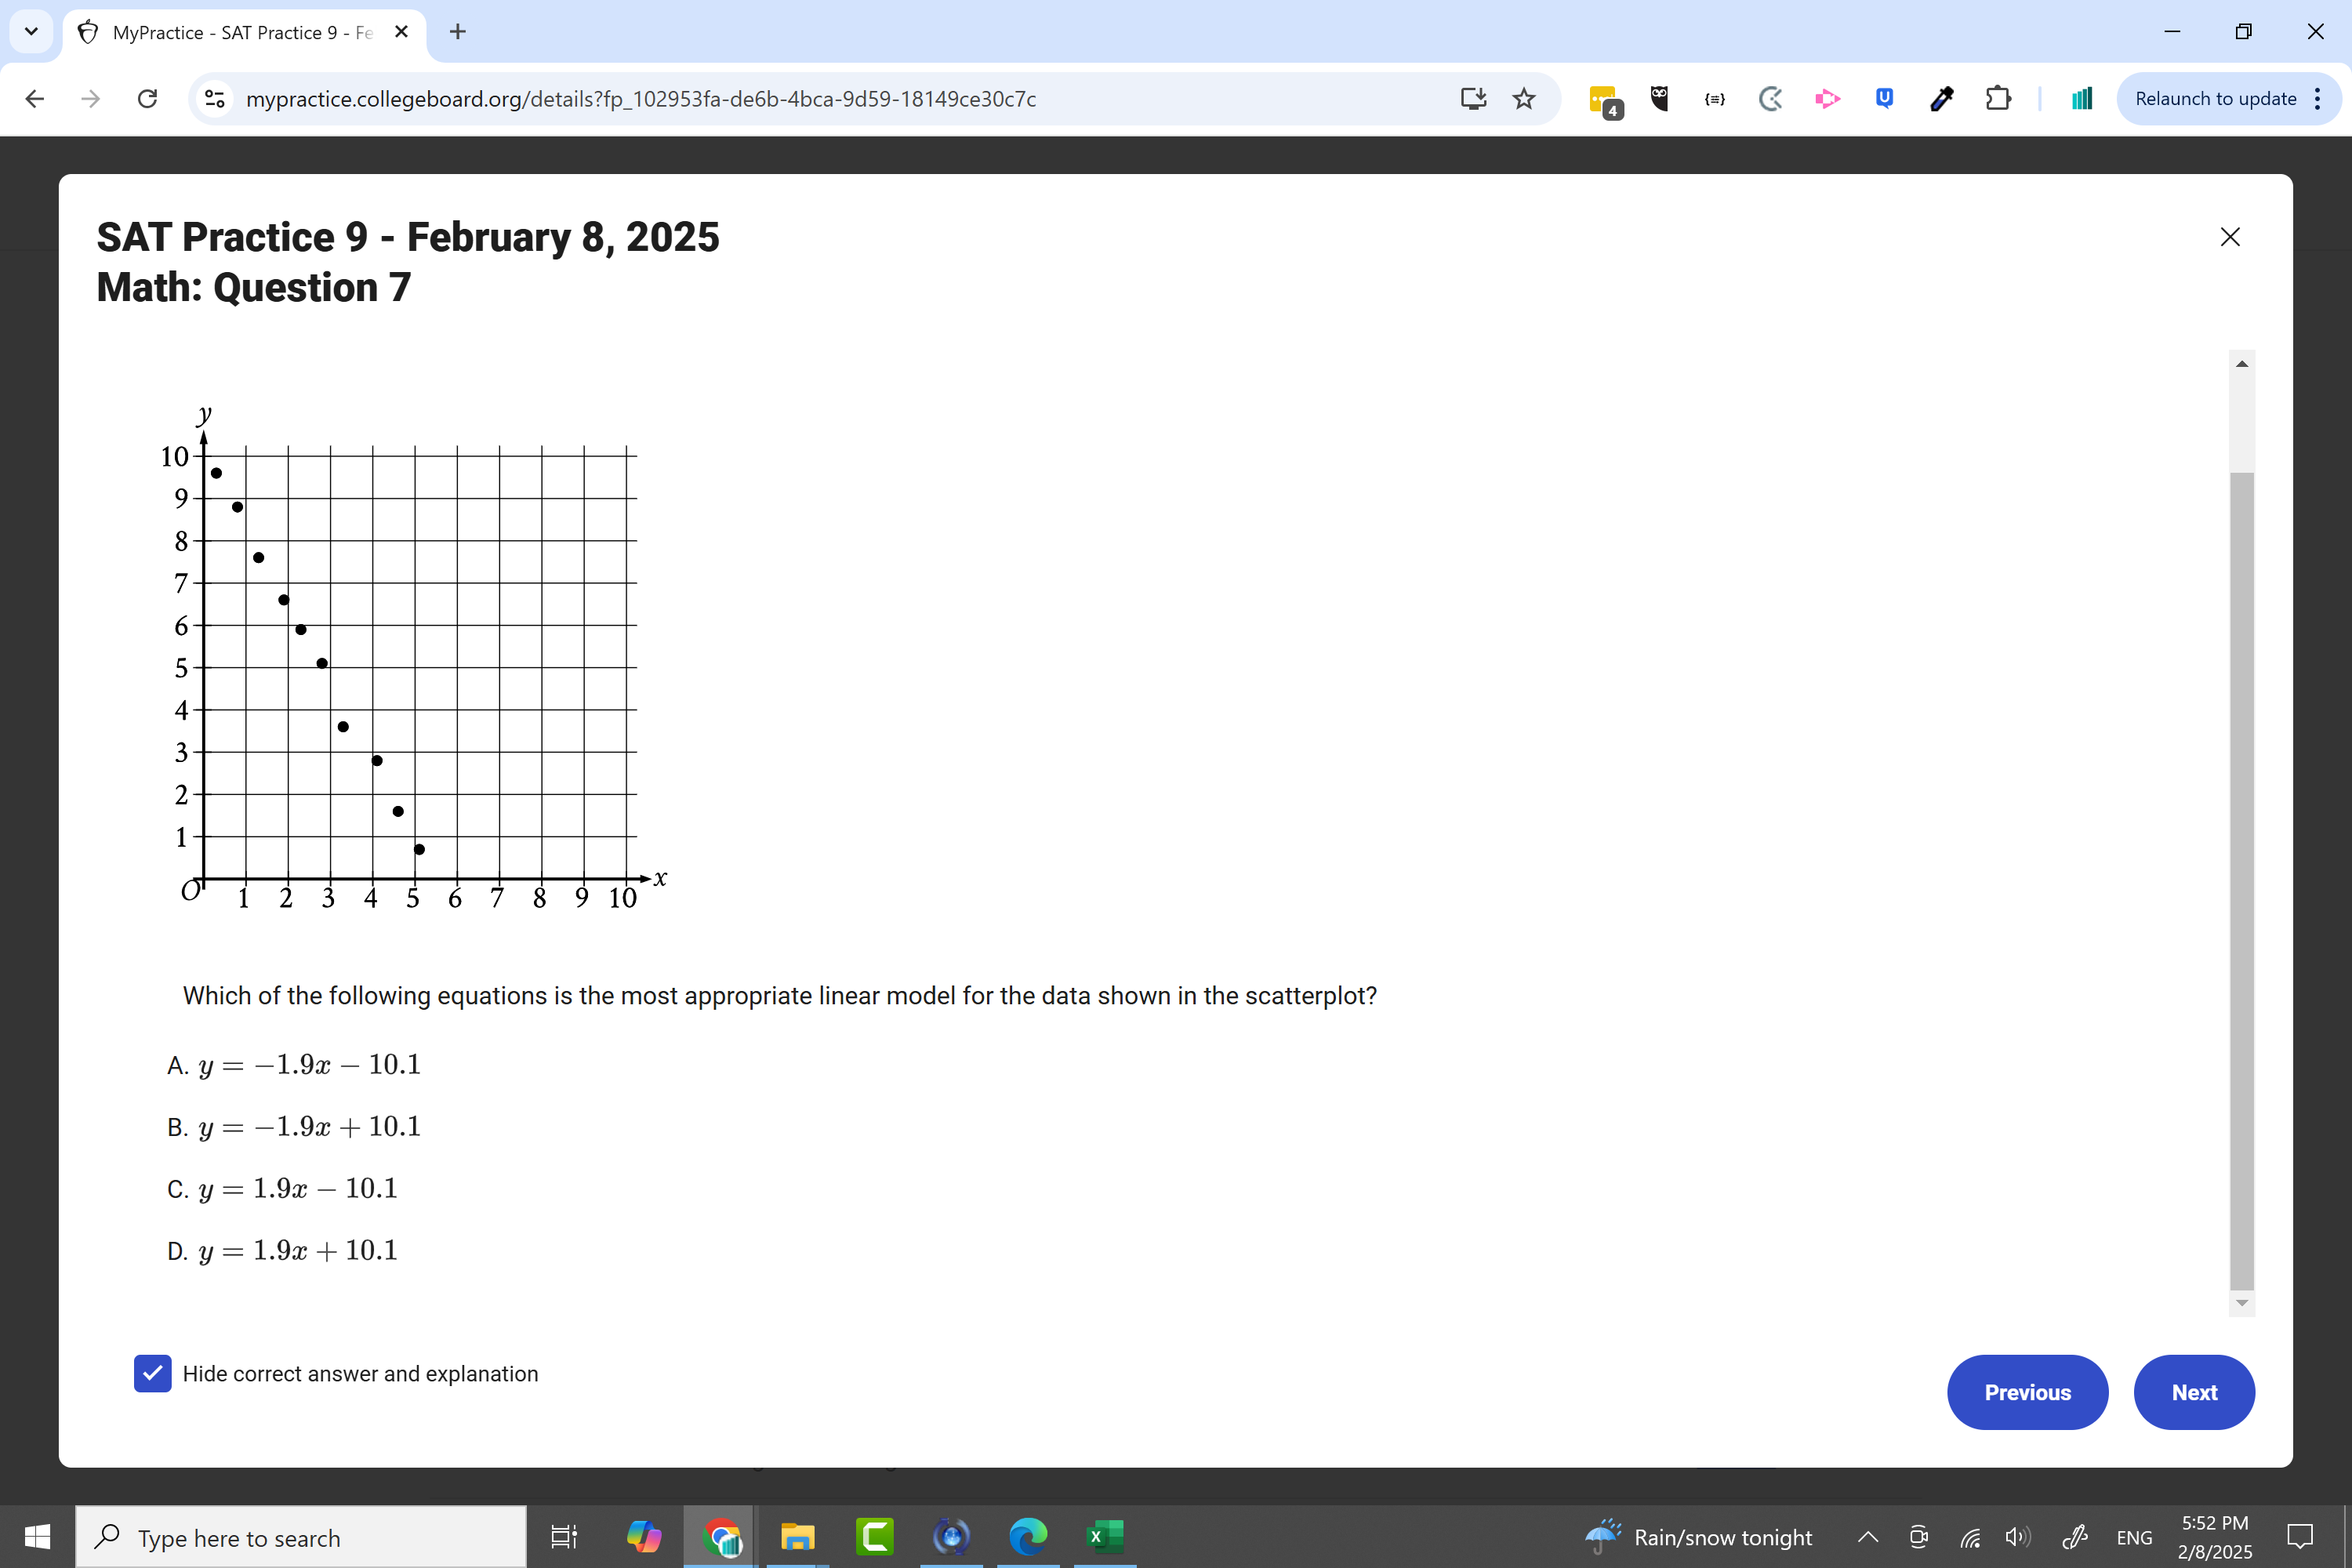 MyPractice - SAT Practice 9 - Fe
mypractice.collegeboard.org/details?fp_102953fa-de6b-4bca-9d59-18149ce30c7c
4
Relaunch to update
SAT Practice 9 - February 8, 2025
Math: Question 7
y
10
9
8
7
6
5
4
3
2
1
O
1 2 3 4 5 6 7 8 9 10
x
Which of the following equations is the most appropriate linear model for the data shown in the scatterplot?
A. y = −1.9x − 10.1
B. y = −1.9x + 10.1
C. y = 1.9x − 10.1
D. y = 1.9x + 10.1
Hide correct answer and explanation
Previous
Next
Type here to search
Rain/snow tonight
ENG
5:52 PM
2/8/2025